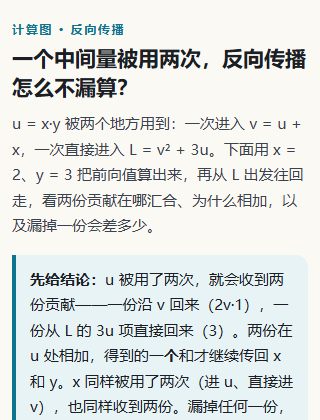 计算图 · 反向传播
一个中间量被用两次，反向传播
怎么不漏算？
u = x·y 被两个地方用到：一次进入 v = u +
x，一次直接进入 L = v² + 3u。下面用 x =
2、y = 3 把前向值算出来，再从 L 出发往回
走，看两份贡献在哪汇合、为什么相加，以
及漏掉一份会差多少。
先给结论：u 被用了两次，就会收到两
份贡献——一份沿 v 回来（2v·1），一
份从 L 的 3u 项直接回来（3）。两份在
u 处相加，得到的一个和才继续传回 x
和 y。x 同样被用了两次（进 u、直接进
v），也同样收到两份。漏掉任何一份，